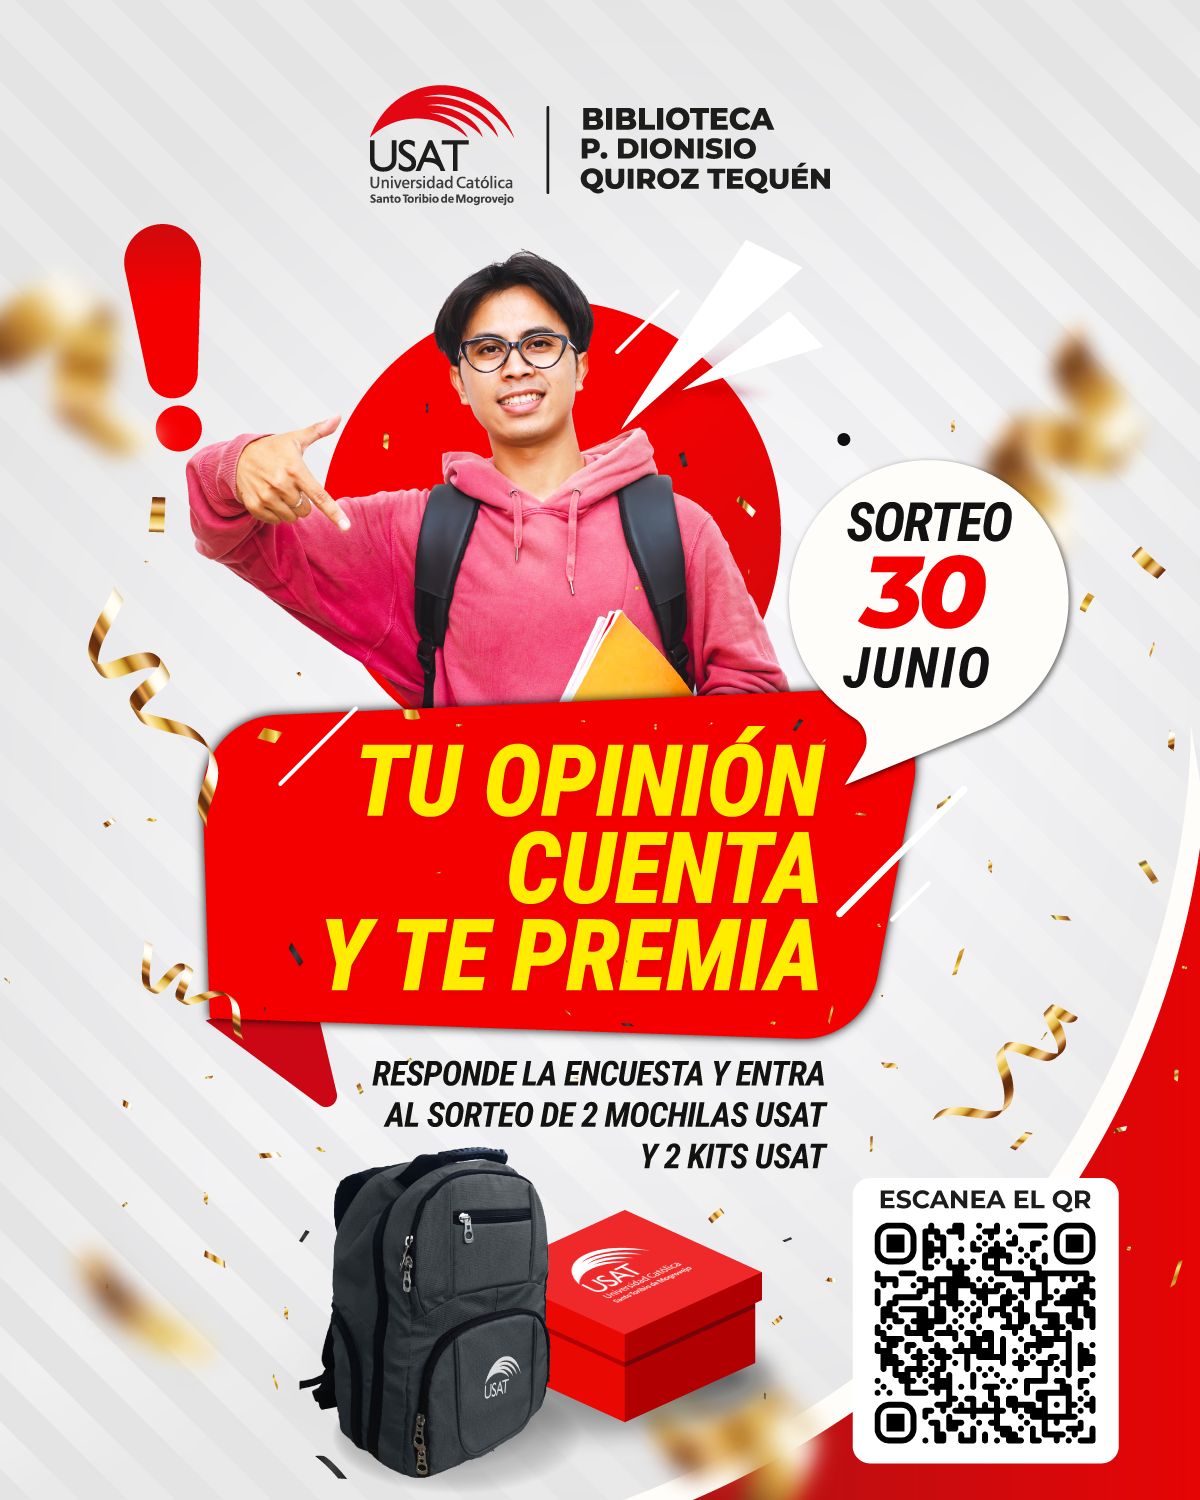 USAT
Universidad Católica
Santo Toribio de Mogrovejo
BIBLIOTECA
P. DIONISIO
QUIROZ TEQUÉN
SORTEO
30
JUNIO
TU OPINIÓN
CUENTA
Y TE PREMIA
RESPONDE LA ENCUESTA Y ENTRA
AL SORTEO DE 2 MOCHILAS USAT
Y 2 KITS USAT
USAT
Universidad Católica
Santo Toribio de Mogrovejo
USAT
ESCANEA EL QR